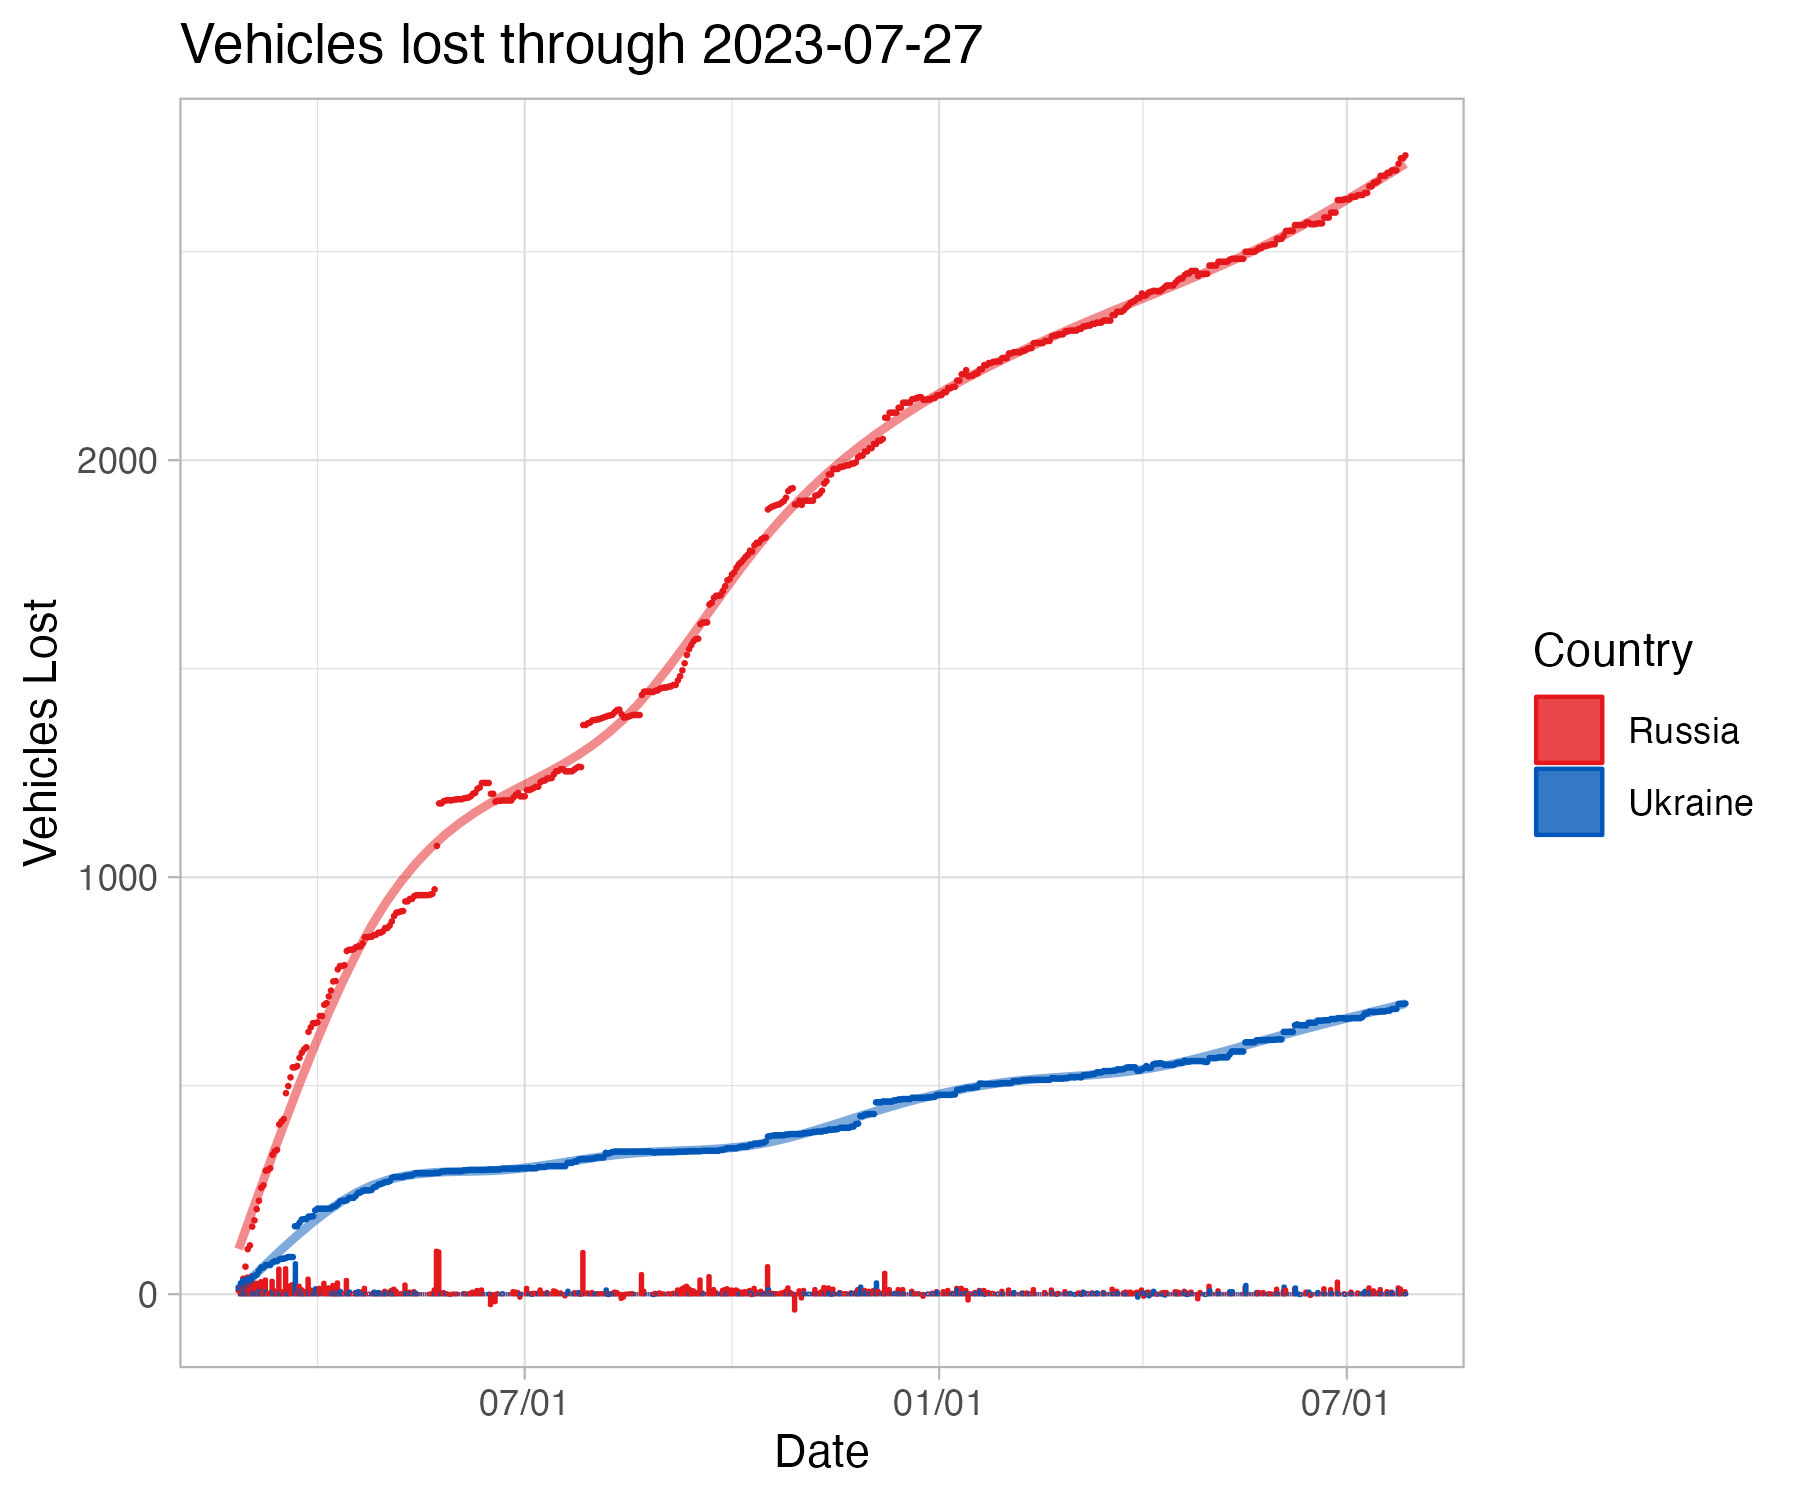 Vehicles lost through 2023-07-27
Vehicles Lost
2000
1000
0
07/01
01/01
07/01
Date
Country
Russia
Ukraine